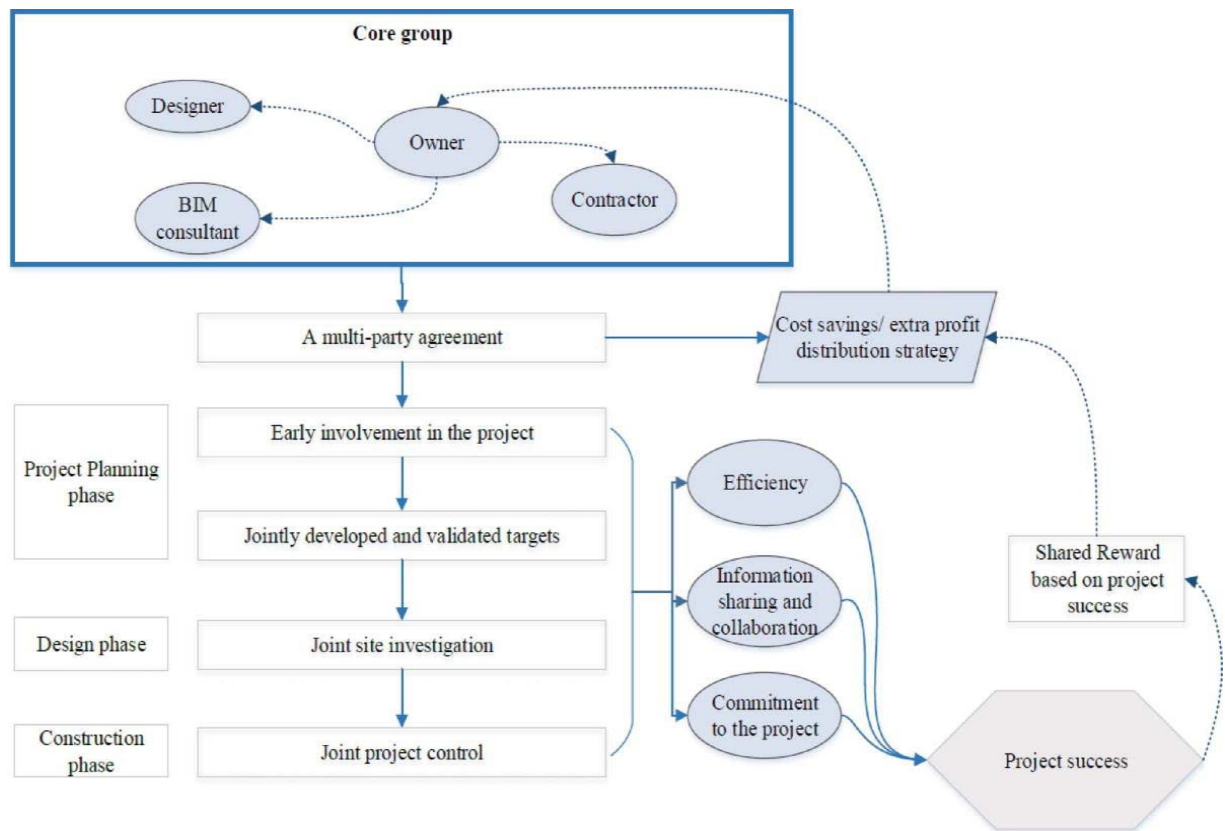 Core group
Designer
Owner
BIM
consultant
Contractor
A multi-party agreement
Cost savings/ extra profit
distribution strategy
Project Planning
phase
Early involvement in the project
Jointly developed and validated targets
Efficiency
Information
sharing and
collaboration
Shared Reward
based on project
success
Design phase
Joint site investigation
Commitment
to the project
Construction
phase
Joint project control
Project success